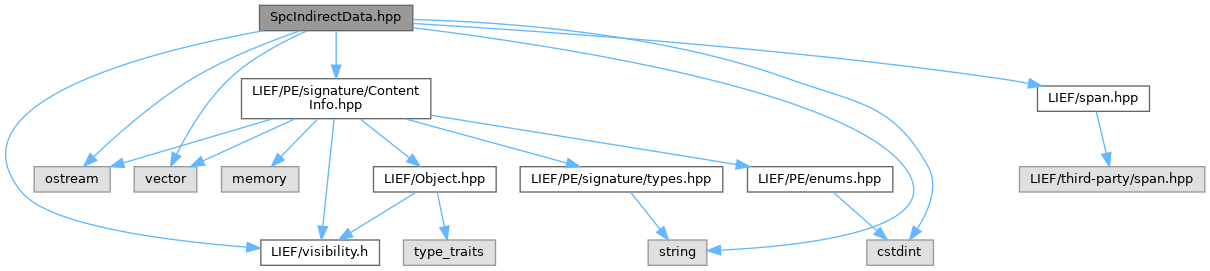 SpcIndirectData.hpp
LIEF/PE/signature/Content
Info.hpp
LIEF/span.hpp
ostream
vector
memory
LIEF/Object.hpp
LIEF/PE/signature/types.hpp
LIEF/PE/enums.hpp
LIEF/third-party/span.hpp
LIEF/visibility.h
type_traits
string
cstdint